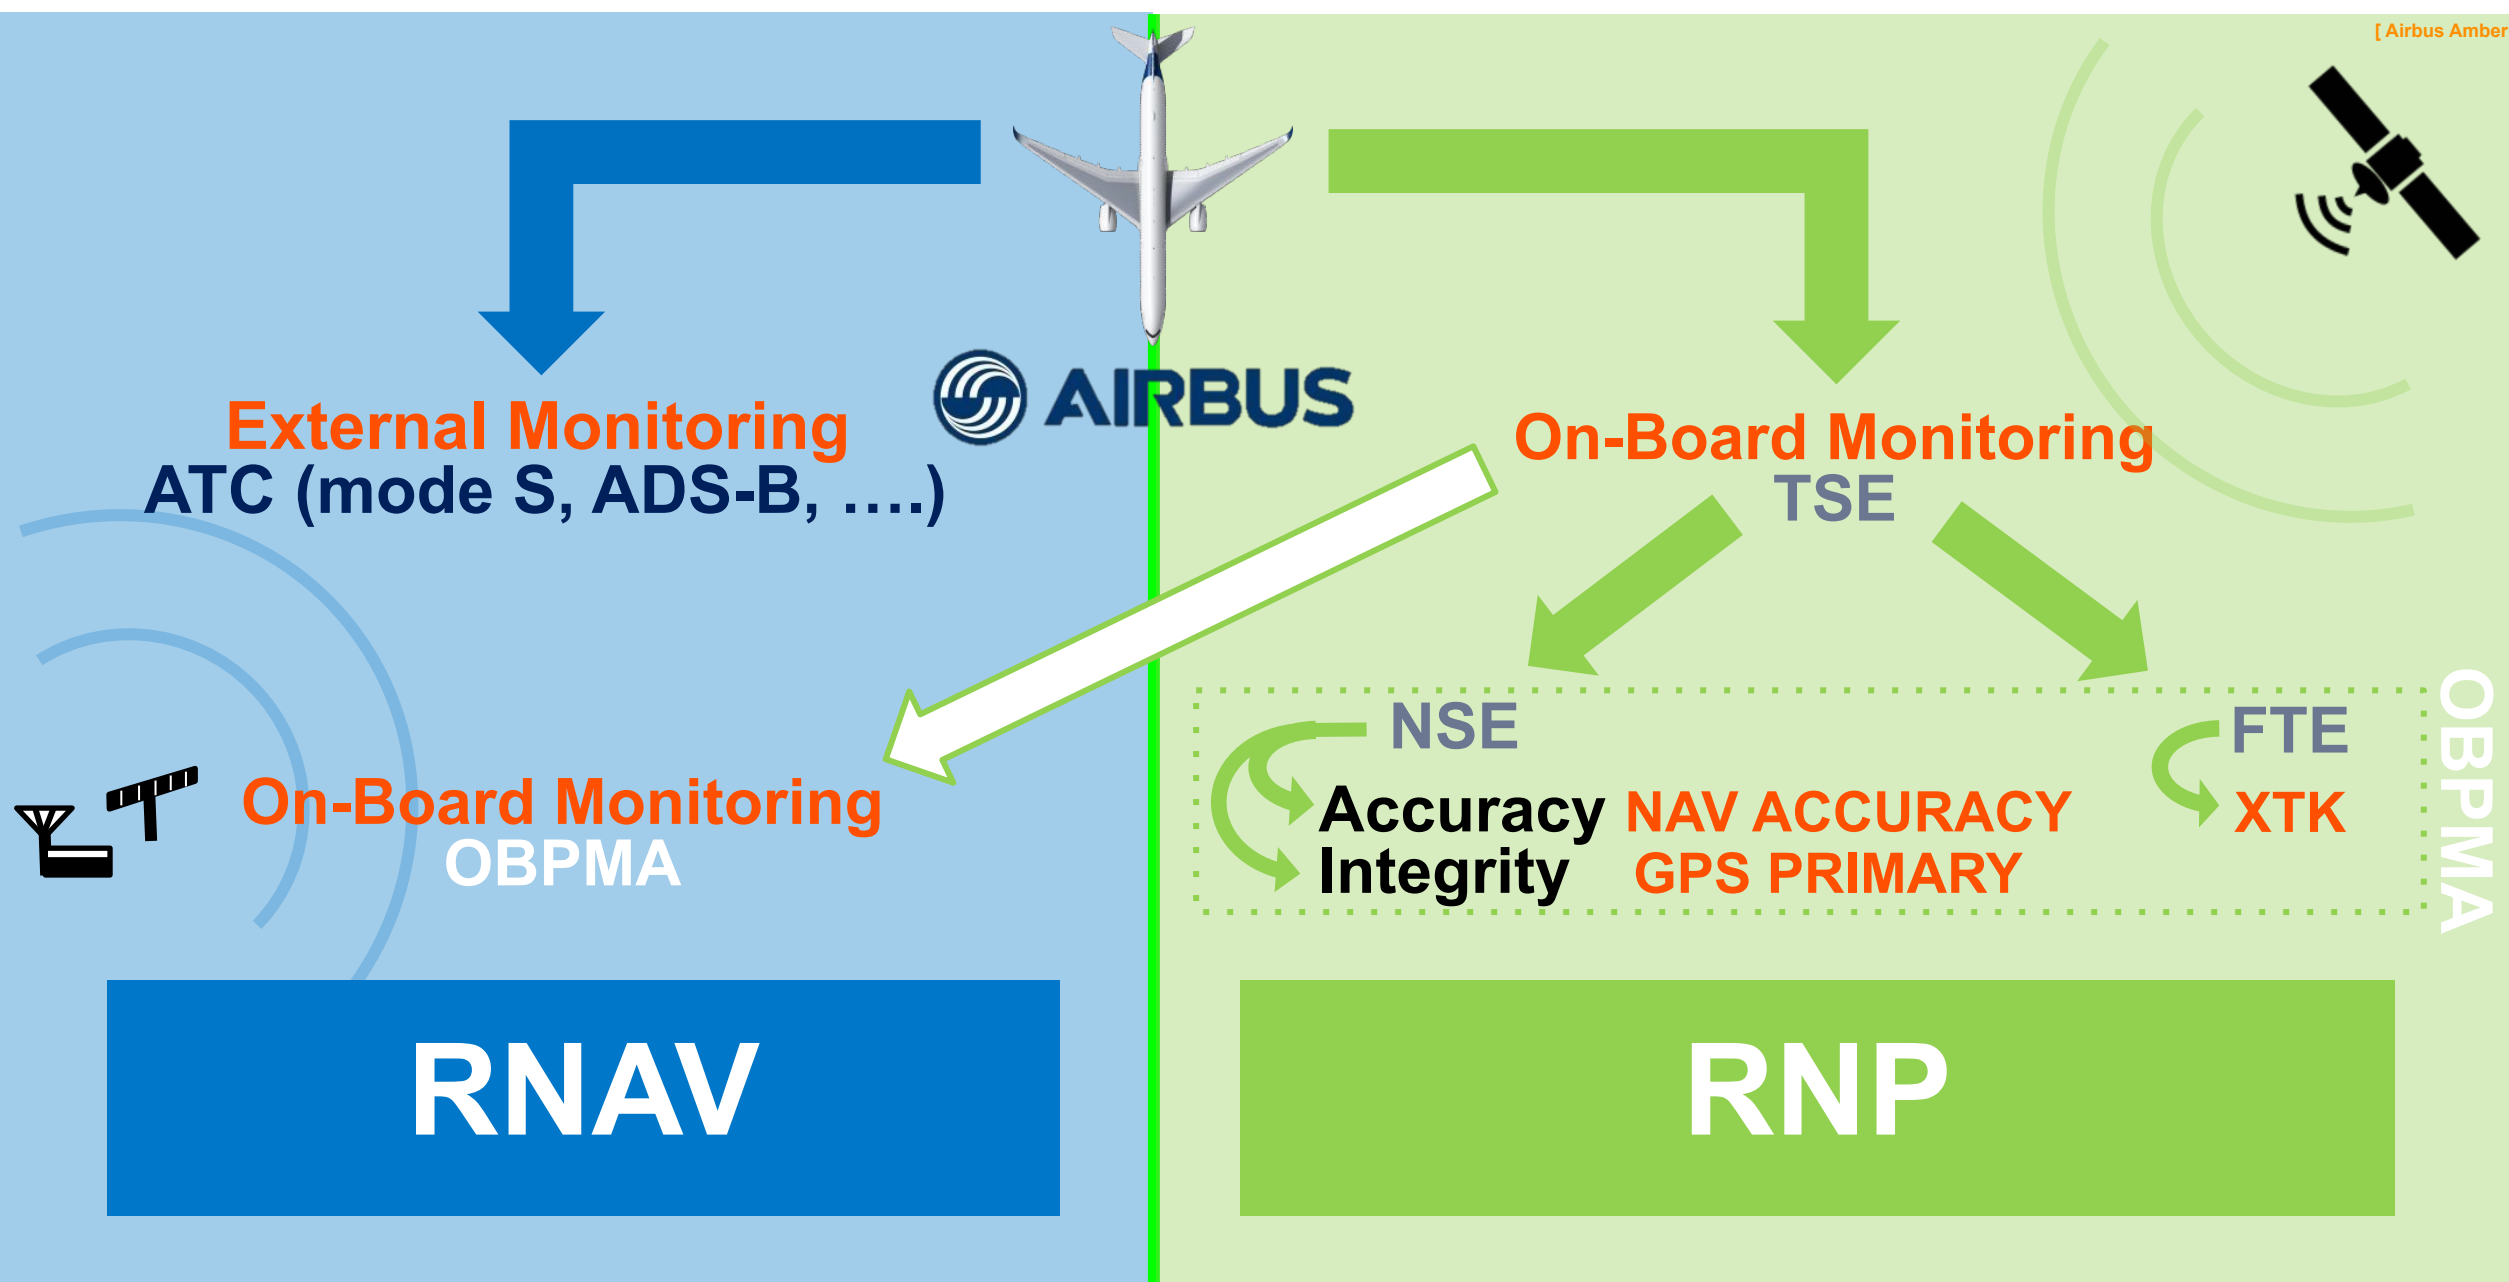 [ Airbus Amber
AIRBUS
External Monitoring
ATC (mode S, ADS-B, ....)
On-Board Monitoring
OBPMA
RNAV
On-Board Monitoring
TSE
NSE
FTE
Accuracy NAV ACCURACY
XTK
Integrity GPS PRIMARY
OBPMA
RNP